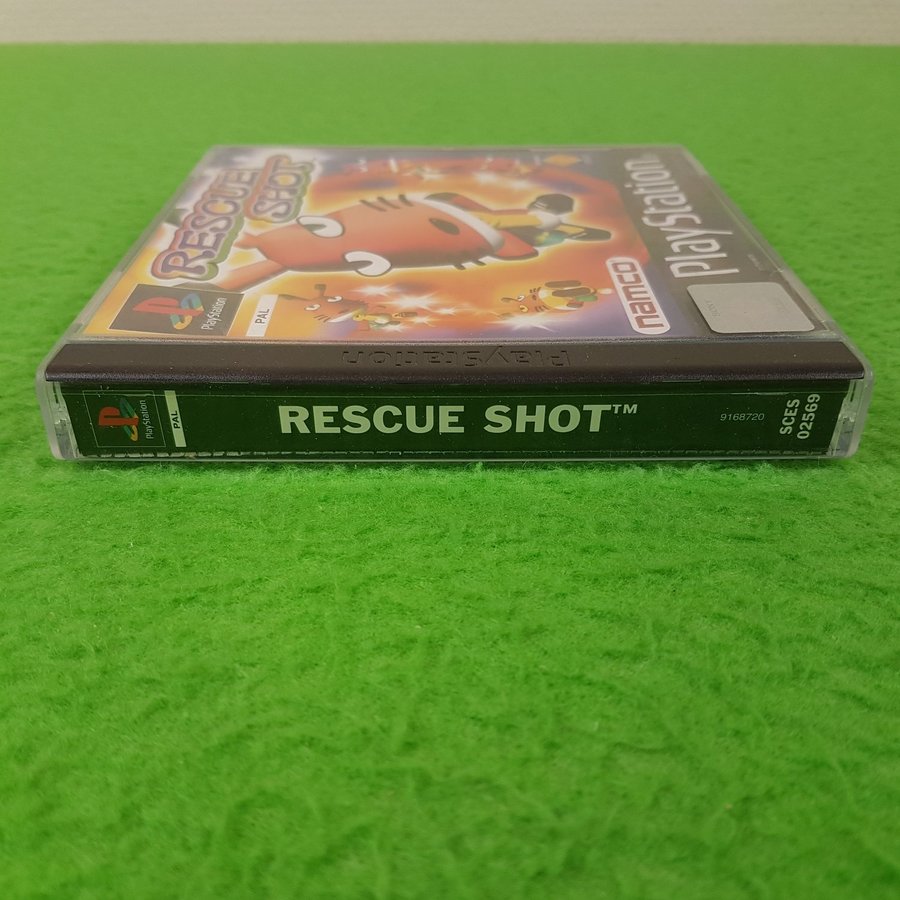 RESCUE
SHOT
PlayStation
PAL
namco
PlayStation
PlayStation
PlayStation
PAL
RESCUE SHOT™
9168720
SCES
02569